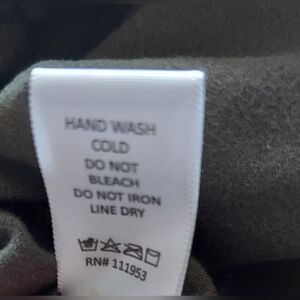 HAND WASH
COLD
DO NOT
BLEACH
DO NOT IRON
LINE DRY
RN# 111953